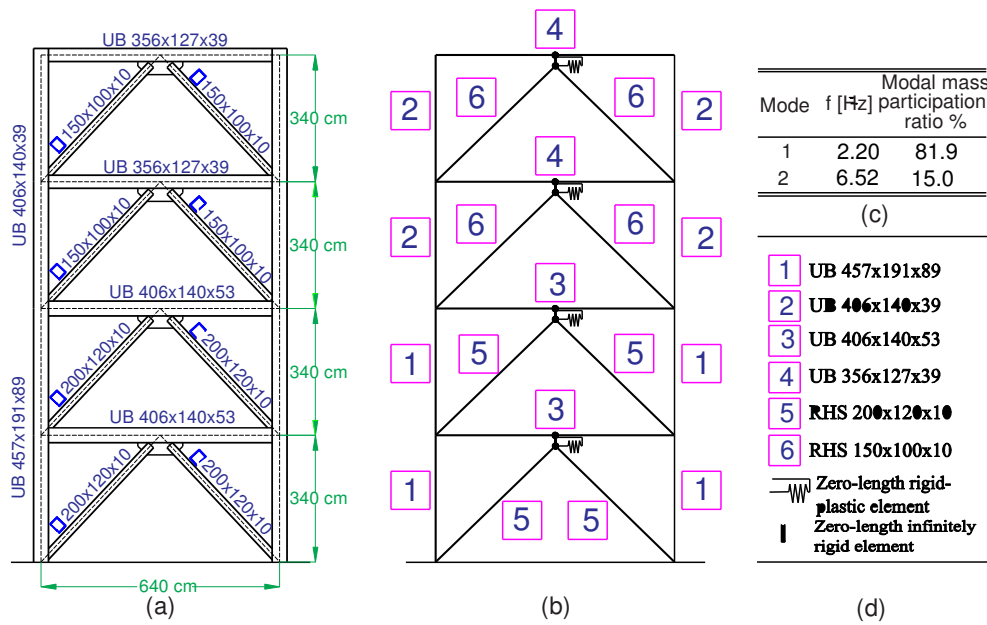 UB 356x127x39
150x100x10
150x100x10
340 cm
UB 406x140x39
UB 356x127x39
150x100x10
150x100x10
340 cm
UB 406x140x53
200x120x10
200x120x10
340 cm
UB 457x191x89
UB 406x140x53
200x120x10
200x120x10
340 cm
640 cm
(a)
4
2
6
6
2
4
2
6
6
2
3
1
5
5
1
3
1
5
5
1
(b)
Modal mass
Mode f [Hz] participation
ratio %
1 2.20 81.9
2 6.52 15.0
(c)
1 UB 457x191x89
2 UB 406x140x39
3 UB 406x140x53
4 UB 356x127x39
5 RHS 200x120x10
6 RHS 150x100x10
Zero-length rigid-
plastic element
Zero-length infinitely
rigid element
(d)